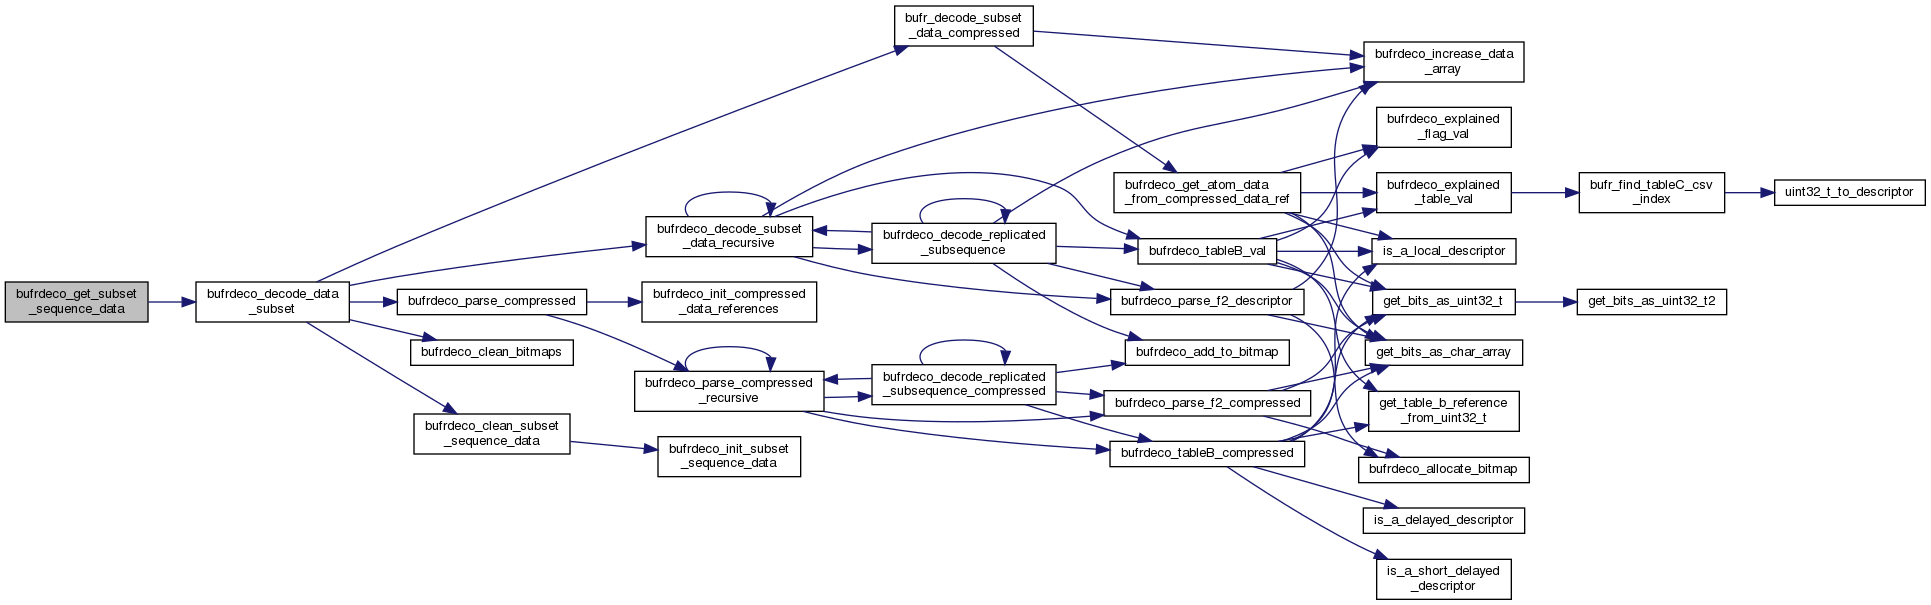 bufrdeco_get_subset
_sequence_data
bufrdeco_decode_data
_subset
bufr_decode_subset
_data_compressed
bufrdeco_decode_subset
_data_recursive
bufrdeco_parse_compressed
bufrdeco_clean_bitmaps
bufrdeco_clean_subset
_sequence_data
bufrdeco_init_compressed
_data_references
bufrdeco_parse_compressed
_recursive
bufrdeco_init_subset
_sequence_data
bufrdeco_decode_replicated
_subsequence
bufrdeco_decode_replicated
_subsequence_compressed
bufrdeco_get_atom_data
_from_compressed_data_ref
bufrdeco_tableB_val
bufrdeco_parse_f2_descriptor
bufrdeco_add_to_bitmap
bufrdeco_parse_f2_compressed
bufrdeco_tableB_compressed
bufrdeco_increase_data
_array
bufrdeco_explained
_flag_val
bufrdeco_explained
_table_val
is_a_local_descriptor
get_bits_as_uint32_t
get_bits_as_char_array
get_table_b_reference
_from_uint32_t
bufrdeco_allocate_bitmap
is_a_delayed_descriptor
is_a_short_delayed
_descriptor
bufr_find_tableC_csv
_index
get_bits_as_uint32_t2
uint32_t_to_descriptor